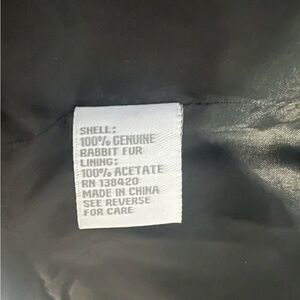 SHELL:
100% GENUINE
RABBIT FUR
LINING:
100% ACETATE
RN 138420
MADE IN CHINA
SEE REVERSE
FOR CARE